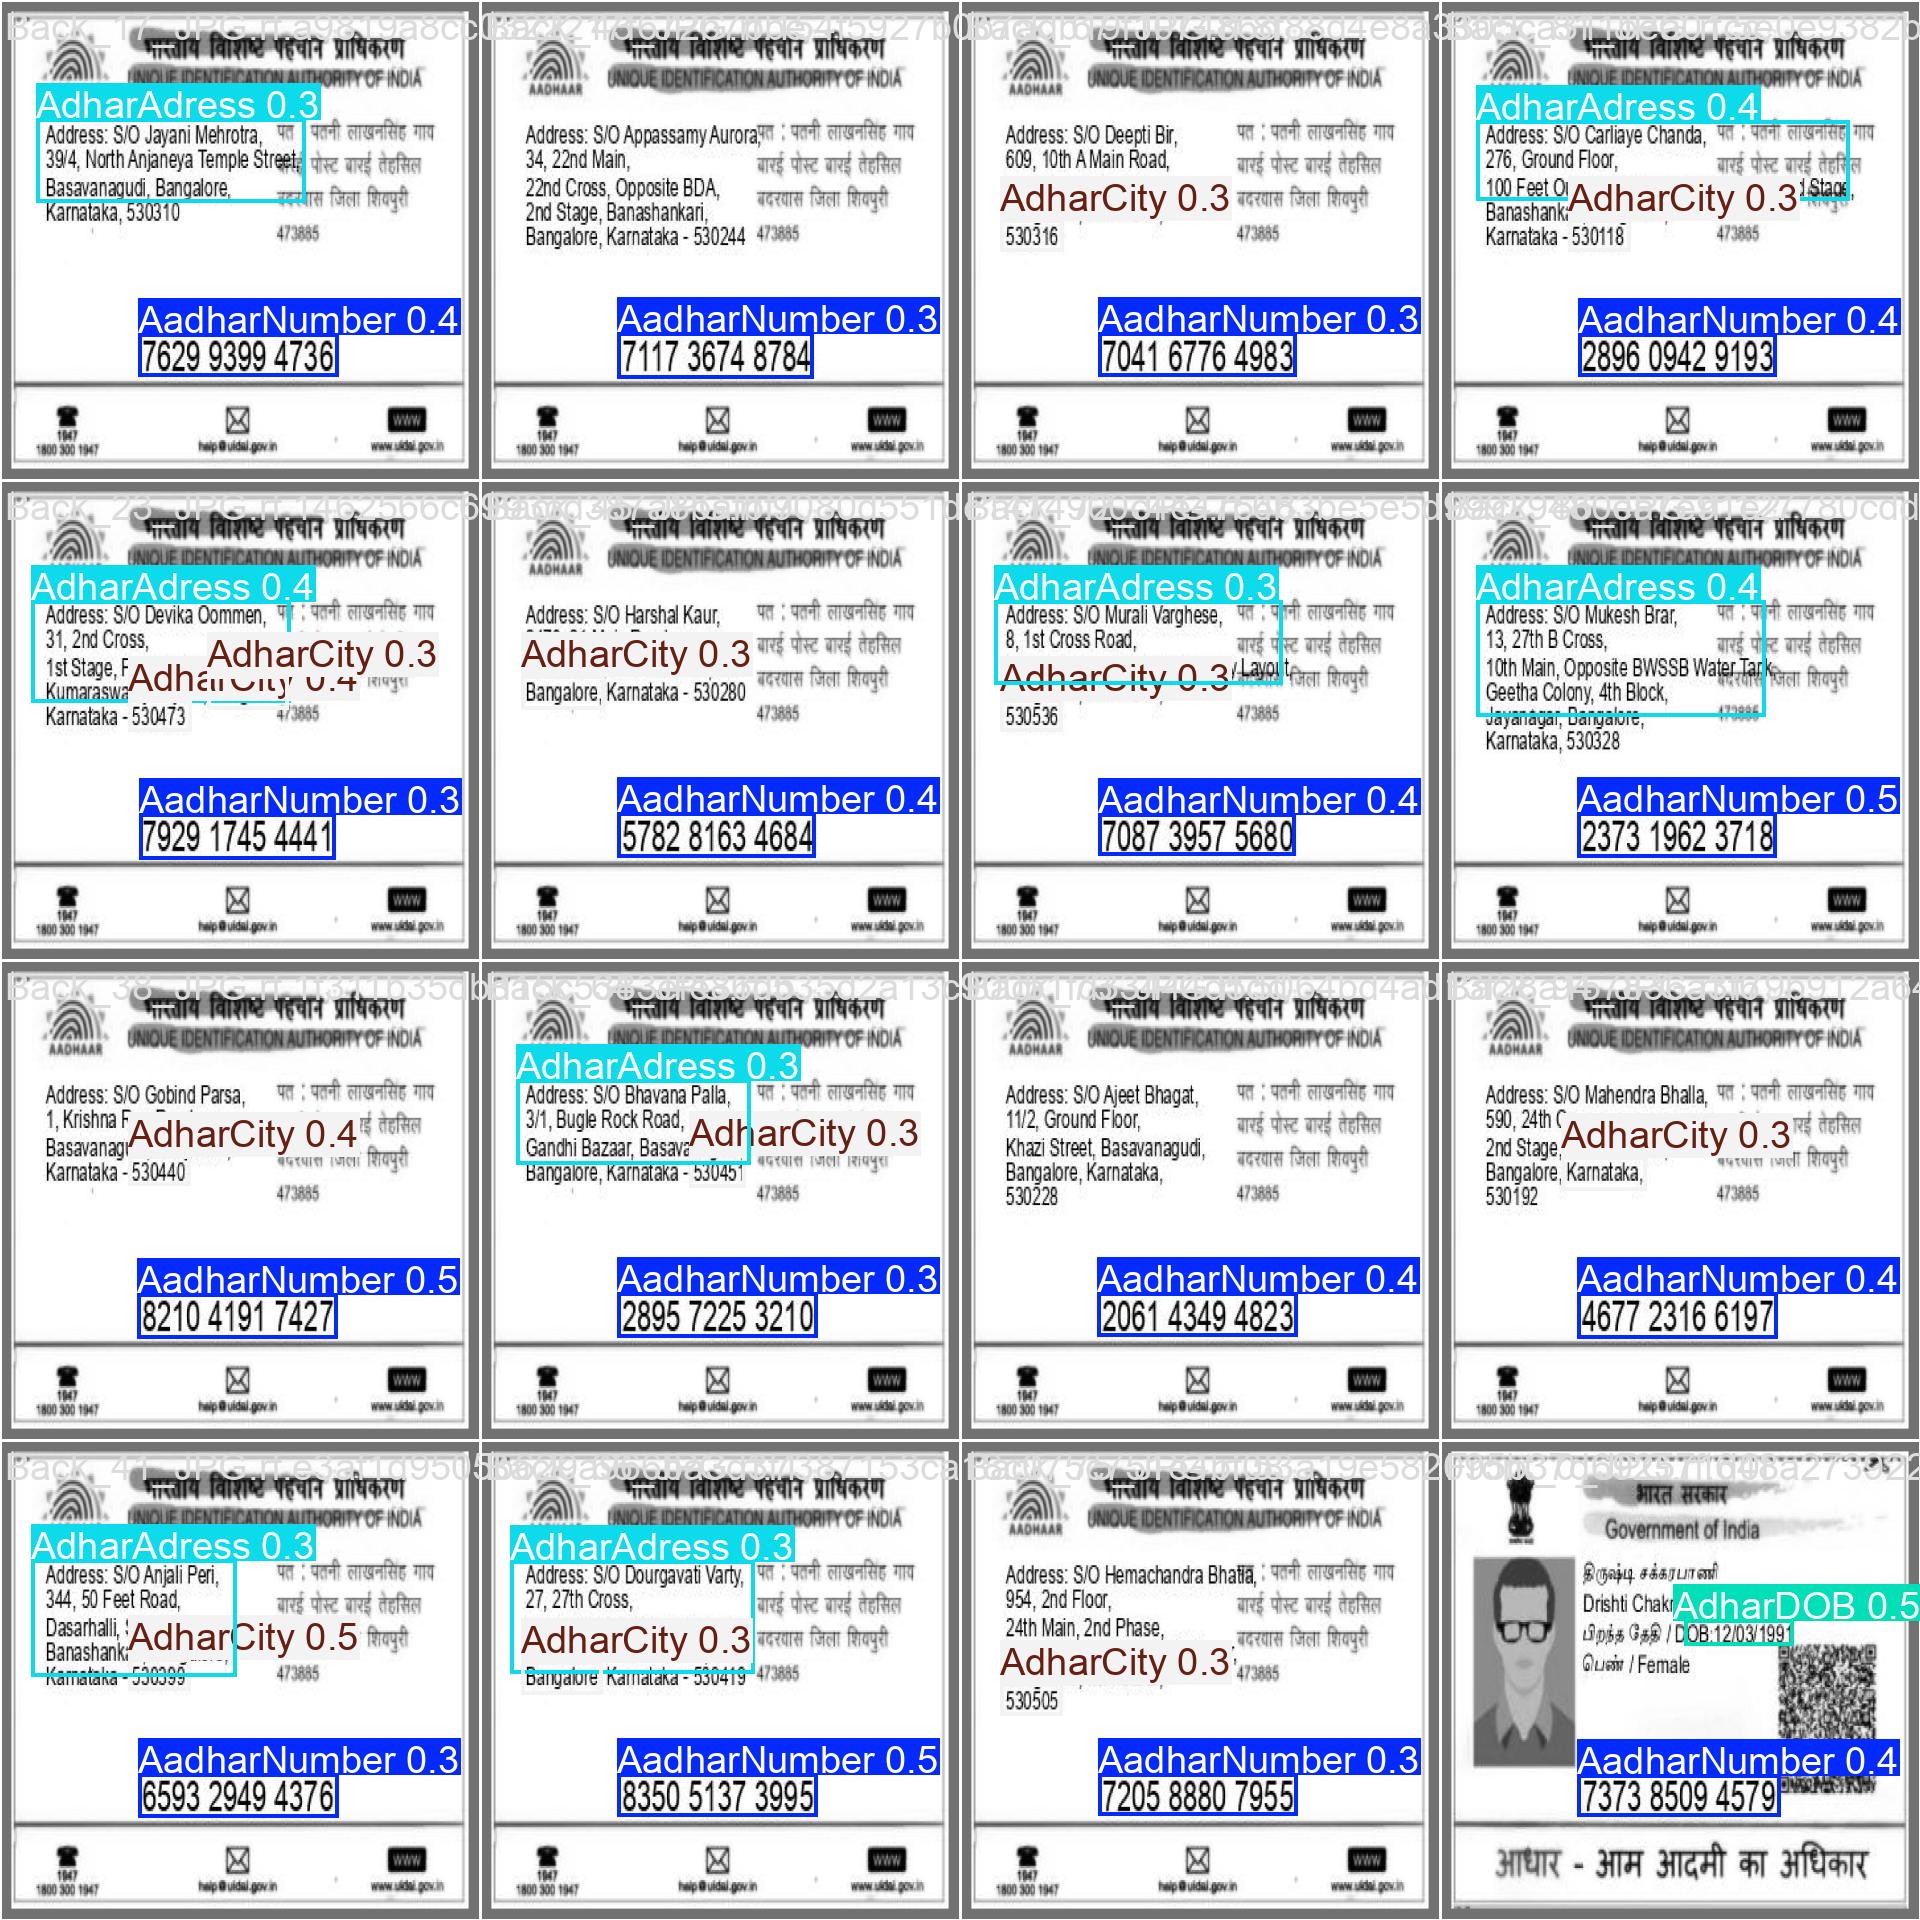 भारतीय विशिष्ट पहचान प्राधिकरण
UNIQUE IDENTIFICATION AUTHORITY OF INDIA
AdharAdress 0.3
Address: S/O Jayani Mehrotra,
39/4, North Anjaneya Temple Street,
Basavanagudi, Bangalore,
Karnataka, 530310
पत : पतनी लाखनसिंह गाव
पोस्ट बारई तेहसिल
बदरवास जिला शिवपुरी
473885
AadharNumber 0.4
7629 9399 4736
1947
1800 300 1947
help@uidai.gov.in
www
www.uidai.gov.in
भारतीय विशिष्ट पहचान प्राधिकरण
UNIQUE IDENTIFICATION AUTHORITY OF INDIA
AADHAAR
Address: S/O Appassamy Aurora,
34, 22nd Main,
22nd Cross, Opposite BDA,
2nd Stage, Banashankari,
Bangalore, Karnataka - 530244
पत : पतनी लाखनसिंह गाव
बारई पोस्ट बारई तेहसिल
बदरवास जिला शिवपुरी
473885
AadharNumber 0.3
7117 3674 8784
1947
1800 300 1947
help@uidai.gov.in
www
www.uidai.gov.in
भारतीय विशिष्ट पहचान प्राधिकरण
UNIQUE IDENTIFICATION AUTHORITY OF INDIA
AADHAAR
Address: S/O Deepti Bir,
609, 10th A Main Road,
AdharCity 0.3
530316
पत : पतनी लाखनसिंह गाव
बारई पोस्ट बारई तेहसिल
बदरवास जिला शिवपुरी
473885
AadharNumber 0.3
7041 6776 4983
1947
1800 300 1947
help@uidai.gov.in
www
www.uidai.gov.in
भारतीय विशिष्ट पहचान प्राधिकरण
UNIQUE IDENTIFICATION AUTHORITY OF INDIA
AdharAdress 0.4
Address: S/O Carliaye Chanda,
276, Ground Floor,
100 Feet Stage,
AdharCity 0.3
Karnataka - 530118
पत : पतनी लाखनसिंह गाव
बारई पोस्ट बारई तेहसिल
473885
AadharNumber 0.4
2896 0942 9193
1947
1800 300 1947
help@uidai.gov.in
www
www.uidai.gov.in
भारतीय विशिष्ट पहचान प्राधिकरण
UNIQUE IDENTIFICATION AUTHORITY OF INDIA
AdharAdress 0.4
Address: S/O Devika Oommen,
31, 2nd Cross,
1st Stage,
AdharCity 0.3
AdharCity 0.4
Karnataka - 530473
पत : पतनी लाखनसिंह गाव
473885
AadharNumber 0.3
7929 1745 4441
1947
1800 300 1947
help@uidai.gov.in
www
www.uidai.gov.in
भारतीय विशिष्ट पहचान प्राधिकरण
UNIQUE IDENTIFICATION AUTHORITY OF INDIA
AADHAAR
Address: S/O Harshal Kaur,
AdharCity 0.3
Bangalore, Karnataka - 530280
पत : पतनी लाखनसिंह गाव
बारई पोस्ट बारई तेहसिल
बदरवास जिला शिवपुरी
473885
AadharNumber 0.4
5782 8163 4684
1947
1800 300 1947
help@uidai.gov.in
www
www.uidai.gov.in
भारतीय विशिष्ट पहचान प्राधिकरण
UNIQUE IDENTIFICATION AUTHORITY OF INDIA
AdharAdress 0.3
Address: S/O Murali Varghese,
8, 1st Cross Road,
Layout,
AdharCity 0.3
530536
पत : पतनी लाखनसिंह गाव
बारई पोस्ट बारई तेहसिल
जिला शिवपुरी
473885
AadharNumber 0.4
7087 3957 5680
1947
1800 300 1947
help@uidai.gov.in
www
www.uidai.gov.in
भारतीय विशिष्ट पहचान प्राधिकरण
UNIQUE IDENTIFICATION AUTHORITY OF INDIA
AdharAdress 0.4
Address: S/O Mukesh Brar,
13, 27th B Cross,
10th Main, Opposite BWSSB Water Tank,
Geetha Colony, 4th Block,
Jayanagar, Bangalore,
Karnataka, 530328
पत : पतनी लाखनसिंह गाव
बारई पोस्ट बारई तेहसिल
बदरवास जिला शिवपुरी
473885
AadharNumber 0.5
2373 1962 3718
1947
1800 300 1947
help@uidai.gov.in
www
www.uidai.gov.in
भारतीय विशिष्ट पहचान प्राधिकरण
UNIQUE IDENTIFICATION AUTHORITY OF INDIA
AADHAAR
Address: S/O Gobind Parsa,
1, Krishna
AdharCity 0.4
Karnataka - 530440
पत : पतनी लाखनसिंह गाव
तेहसिल
बदरवास जिला शिवपुरी
473885
AadharNumber 0.5
8210 4191 7427
1947
1800 300 1947
help@uidai.gov.in
www
www.uidai.gov.in
भारतीय विशिष्ट पहचान प्राधिकरण
UNIQUE IDENTIFICATION AUTHORITY OF INDIA
AdharAdress 0.3
Address: S/O Bhavana Palla,
3/1, Bugle Rock Road,
Gandhi Bazaar,
AdharCity 0.3
Bangalore, Karnataka - 530451
पत : पतनी लाखनसिंह गाव
बदरवास जिला शिवपुरी
473885
AadharNumber 0.3
2895 7225 3210
1947
1800 300 1947
help@uidai.gov.in
www
www.uidai.gov.in
भारतीय विशिष्ट पहचान प्राधिकरण
UNIQUE IDENTIFICATION AUTHORITY OF INDIA
AADHAAR
Address: S/O Ajeet Bhagat,
11/2, Ground Floor,
Khazi Street, Basavanagudi,
Bangalore, Karnataka,
530228
पत : पतनी लाखनसिंह गाव
बारई पोस्ट बारई तेहसिल
बदरवास जिला शिवपुरी
473885
AadharNumber 0.4
2061 4349 4823
1947
1800 300 1947
help@uidai.gov.in
www
www.uidai.gov.in
भारतीय विशिष्ट पहचान प्राधिकरण
UNIQUE IDENTIFICATION AUTHORITY OF INDIA
AADHAAR
Address: S/O Mahendra Bhalla,
590, 24th
2nd Stage,
AdharCity 0.3
Bangalore, Karnataka,
530192
पत : पतनी लाखनसिंह गाव
तेहसिल
बदरवास जिला शिवपुरी
473885
AadharNumber 0.4
4677 2316 6197
1947
1800 300 1947
help@uidai.gov.in
www
www.uidai.gov.in
भारतीय विशिष्ट पहचान प्राधिकरण
UNIQUE IDENTIFICATION AUTHORITY OF INDIA
AdharAdress 0.3
Address: S/O Anjali Peri,
344, 50 Feet Road,
Dasarhalli,
AdharCity 0.5
Karnataka - 530399
पत : पतनी लाखनसिंह गाव
बारई पोस्ट बारई तेहसिल
शिवपुरी
473885
AadharNumber 0.3
6593 2949 4376
1947
1800 300 1947
help@uidai.gov.in
www
www.uidai.gov.in
भारतीय विशिष्ट पहचान प्राधिकरण
UNIQUE IDENTIFICATION AUTHORITY OF INDIA
AdharAdress 0.3
Address: S/O Dourgavati Varty,
27, 27th Cross,
AdharCity 0.3
Bangalore Karnataka - 530419
पत : पतनी लाखनसिंह गाव
बारई पोस्ट बारई तेहसिल
बदरवास जिला शिवपुरी
473885
AadharNumber 0.5
8350 5137 3995
1947
1800 300 1947
help@uidai.gov.in
www
www.uidai.gov.in
भारतीय विशिष्ट पहचान प्राधिकरण
UNIQUE IDENTIFICATION AUTHORITY OF INDIA
AADHAAR
Address: S/O Hemachandra Bhatia,
954, 2nd Floor,
24th Main, 2nd Phase,
AdharCity 0.3
530505
पतनी लाखनसिंह गाव
बारई पोस्ट बारई तेहसिल
बदरवास जिला शिवपुरी
473885
AadharNumber 0.3
7205 8880 7955
1947
1800 300 1947
help@uidai.gov.in
www
www.uidai.gov.in
भारत सरकार
Government of India
திருஷ்டி சக்கரபாணி
Drishti
AdharDOB 0.5
பிறந்த தேதி / DOB:12/03/1991
பெண் / Female
AadharNumber 0.4
7373 8509 4579
आधार - आम आदमी का अधिकार